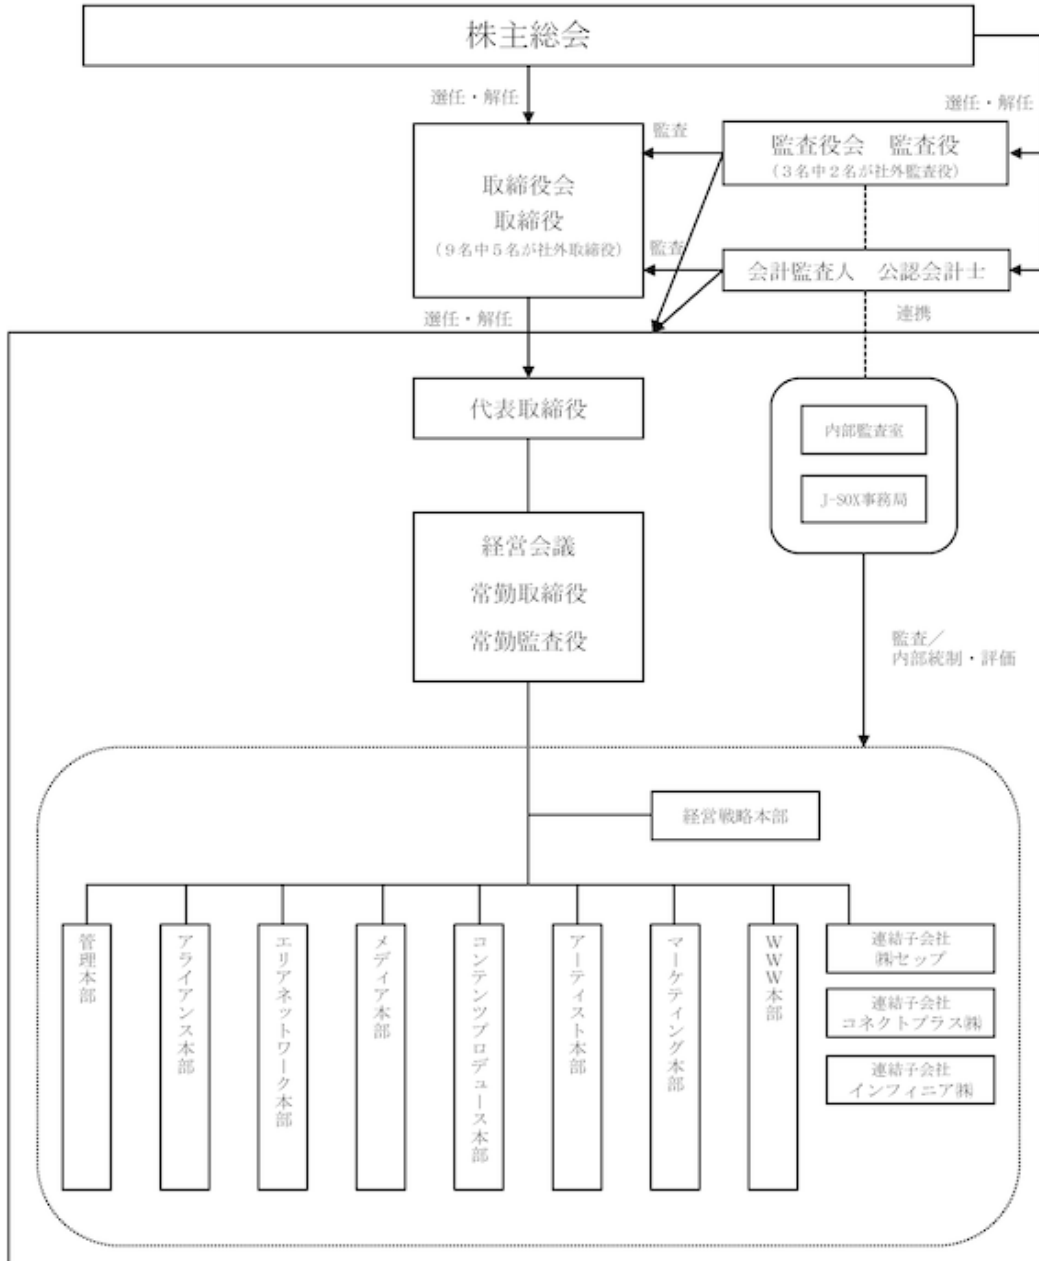 株主総会
選任・解任
選任・解任
取締役会
取締役
（９名中５名が社外取締役）
監査
監査役会　監査役
（３名中２名が社外監査役）
監査
会計監査人　公認会計士
選任・解任
連携
代表取締役
内部監査室
J-SOX事務局
経営会議
常勤取締役
常勤監査役
監査／
内部統制・評価
経営戦略本部
管理本部
アライアンス本部
エリアネットワーク本部
メディア本部
コンテンツプロデュース本部
アーティスト本部
マーケティング本部
ＷＷＷ本部
連結子会社
㈱セップ
連結子会社
コネクトプラス㈱
連結子会社
インフィニア㈱